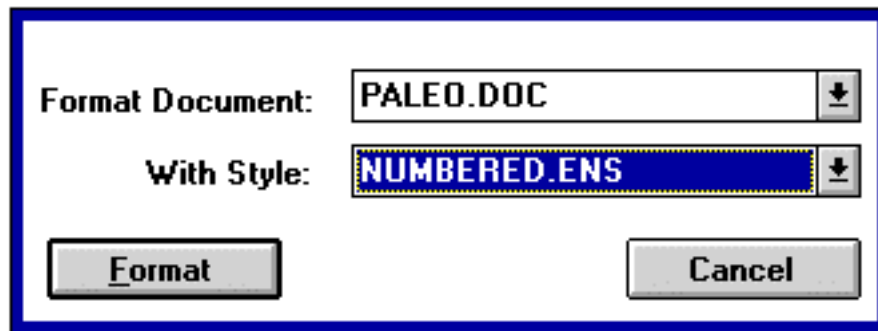 Format Document: PALEO.DOC
With Style: NUMBERED.ENS
Format Cancel